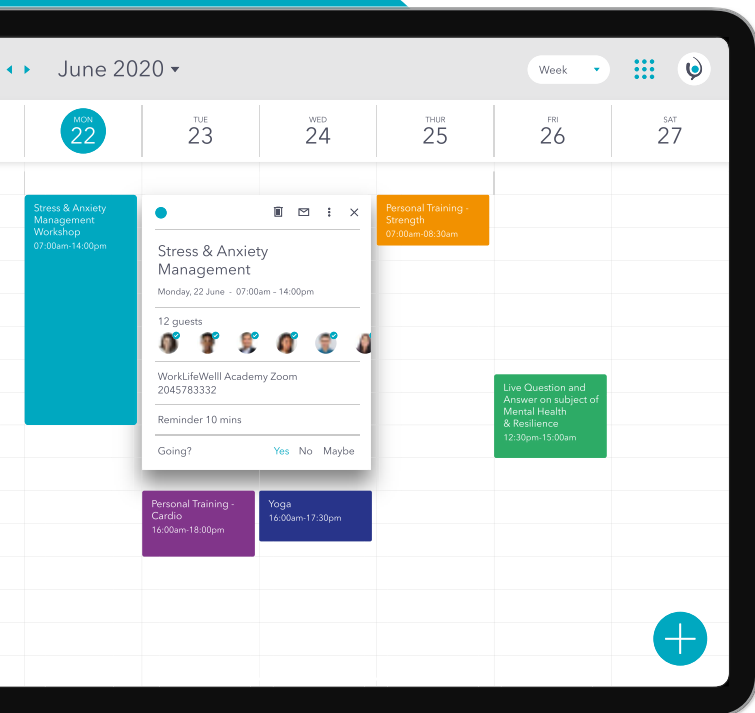 June 2020
Week
MON
22
TUE
23
WED
24
THUR
25
FRI
26
SAT
27
Stress & Anxiety
Management
Workshop
07:00am-14:00pm
Stress & Anxiety
Management
Monday, 22 June - 07:00am - 14:00pm
12 guests
WorkLifeWelll Academy Zoom
2045783332
Reminder 10 mins
Going?
Yes No Maybe
Personal Training -
Strength
07:00am-08:30am
Live Question and
Answer on subject of
Mental Health
& Resilience
12:30pm-15:00am
Personal Training -
Cardio
16:00am-18:00pm
Yoga
16:00am-17:30pm